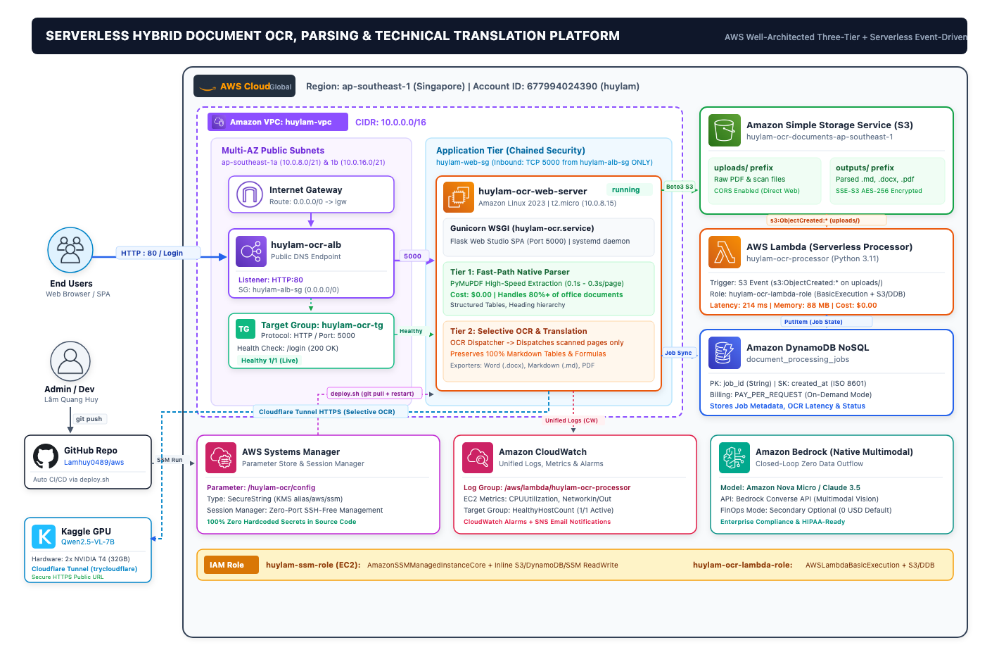 SERVERLESS HYBRID DOCUMENT OCR, PARSING & TECHNICAL TRANSLATION PLATFORM
AWS Well-Architected Three-Tier + Serverless Event-Driven
AWS Cloud
Global
Region: ap-southeast-1 (Singapore) | Account ID: 677994024390 (huylam)
Amazon VPC: huylam-vpc
CIDR: 10.0.0.0/16
Multi-AZ Public Subnets
ap-southeast-1a (10.0.8.0/21) & 1b (10.0.16.0/21)
Internet Gateway
Route: 0.0.0.0/0 -> igw
huylam-ocr-alb
Public DNS Endpoint
Listener: HTTP:80
SG: huylam-alb-sg (0.0.0.0/0)
TG
Target Group: huylam-ocr-tg
Protocol: HTTP / Port: 5000
Health Check: /login (200 OK)
Healthy 1/1 (Live)
Application Tier (Chained Security)
huylam-web-sg (Inbound: TCP 5000 from huylam-alb-sg ONLY)
huylam-ocr-web-server
running
Amazon Linux 2023 | t2.micro (10.0.8.15)
Gunicorn WSGI (huylam-ocr.service)
Flask Web Studio SPA (Port 5000) | systemd daemon
Tier 1: Fast-Path Native Parser
PyMuPDF High-Speed Extraction (0.1s - 0.3s/page)
Cost: $0.00 | Handles 80%+ of office documents
Structured Tables, Heading hierarchy
Tier 2: Selective OCR & Translation
OCR Dispatcher -> Dispatches scanned pages only
Preserves 100% Markdown Tables & Formulas
Exporters: Word (.docx), Markdown (.md), PDF
5000
Healthy
Boto3 S3
Job Sync
deploy.sh (git pull + restart)
Cloudflare Tunnel HTTPS (Selective OCR)
Unified Logs (CW)
Amazon Simple Storage Service (S3)
huylam-ocr-documents-ap-southeast-1
uploads/ prefix
Raw PDF & scan files
CORS Enabled (Direct Web)
outputs/ prefix
Parsed .md, .docx, .pdf
SSE-S3 AES-256 Encrypted
s3:ObjectCreated:* (uploads/)
AWS Lambda (Serverless Processor)
huylam-ocr-processor (Python 3.11)
Trigger: S3 Event (s3:ObjectCreated:* on uploads/)
Role: huylam-ocr-lambda-role (BasicExecution + S3/DDB)
Latency: 214 ms | Memory: 88 MB | Cost: $0.00
PutItem (Job State)
Amazon DynamoDB NoSQL
document_processing_jobs
PK: job_id (String) | SK: created_at (ISO 8601)
Billing: PAY_PER_REQUEST (On-Demand Mode)
Stores Job Metadata, OCR Latency & Status
HTTP : 80 / Login
End Users
Web Browser / SPA
Admin / Dev
Lâm Quang Huy
git push
GitHub Repo
Lamhuy0489/aws
Auto CI/CD via deploy.sh
SSM Run
K
Kaggle GPU
Qwen2.5-VL-7B
Hardware: 2x NVIDIA T4 (32GB)
Cloudflare Tunnel (trycloudflare)
Secure HTTPS Public URL
AWS Systems Manager
Parameter Store & Session Manager
Parameter: /huylam-ocr/config
Type: SecureString (KMS alias/aws/ssm)
Session Manager: Zero-Port SSH-Free Management
100% Zero Hardcoded Secrets in Source Code
Amazon CloudWatch
Unified Logs, Metrics & Alarms
Log Group: /aws/lambda/huylam-ocr-processor
EC2 Metrics: CPUUtilization, NetworkIn/Out
Target Group: HealthyHostCount (1/1 Active)
CloudWatch Alarms + SNS Email Notifications
Amazon Bedrock (Native Multimodal)
Closed-Loop Zero Data Outflow
Model: Amazon Nova Micro / Claude 3.5
API: Bedrock Converse API (Multimodal Vision)
FinOps Mode: Secondary Optional (0 USD Default)
Enterprise Compliance & HIPAA-Ready
IAM Role
huylam-ssm-role (EC2):
AmazonSSMManagedInstanceCore + Inline S3/DynamoDB/SSM ReadWrite
huylam-ocr-lambda-role:
AWSLambdaBasicExecution + S3/DDB